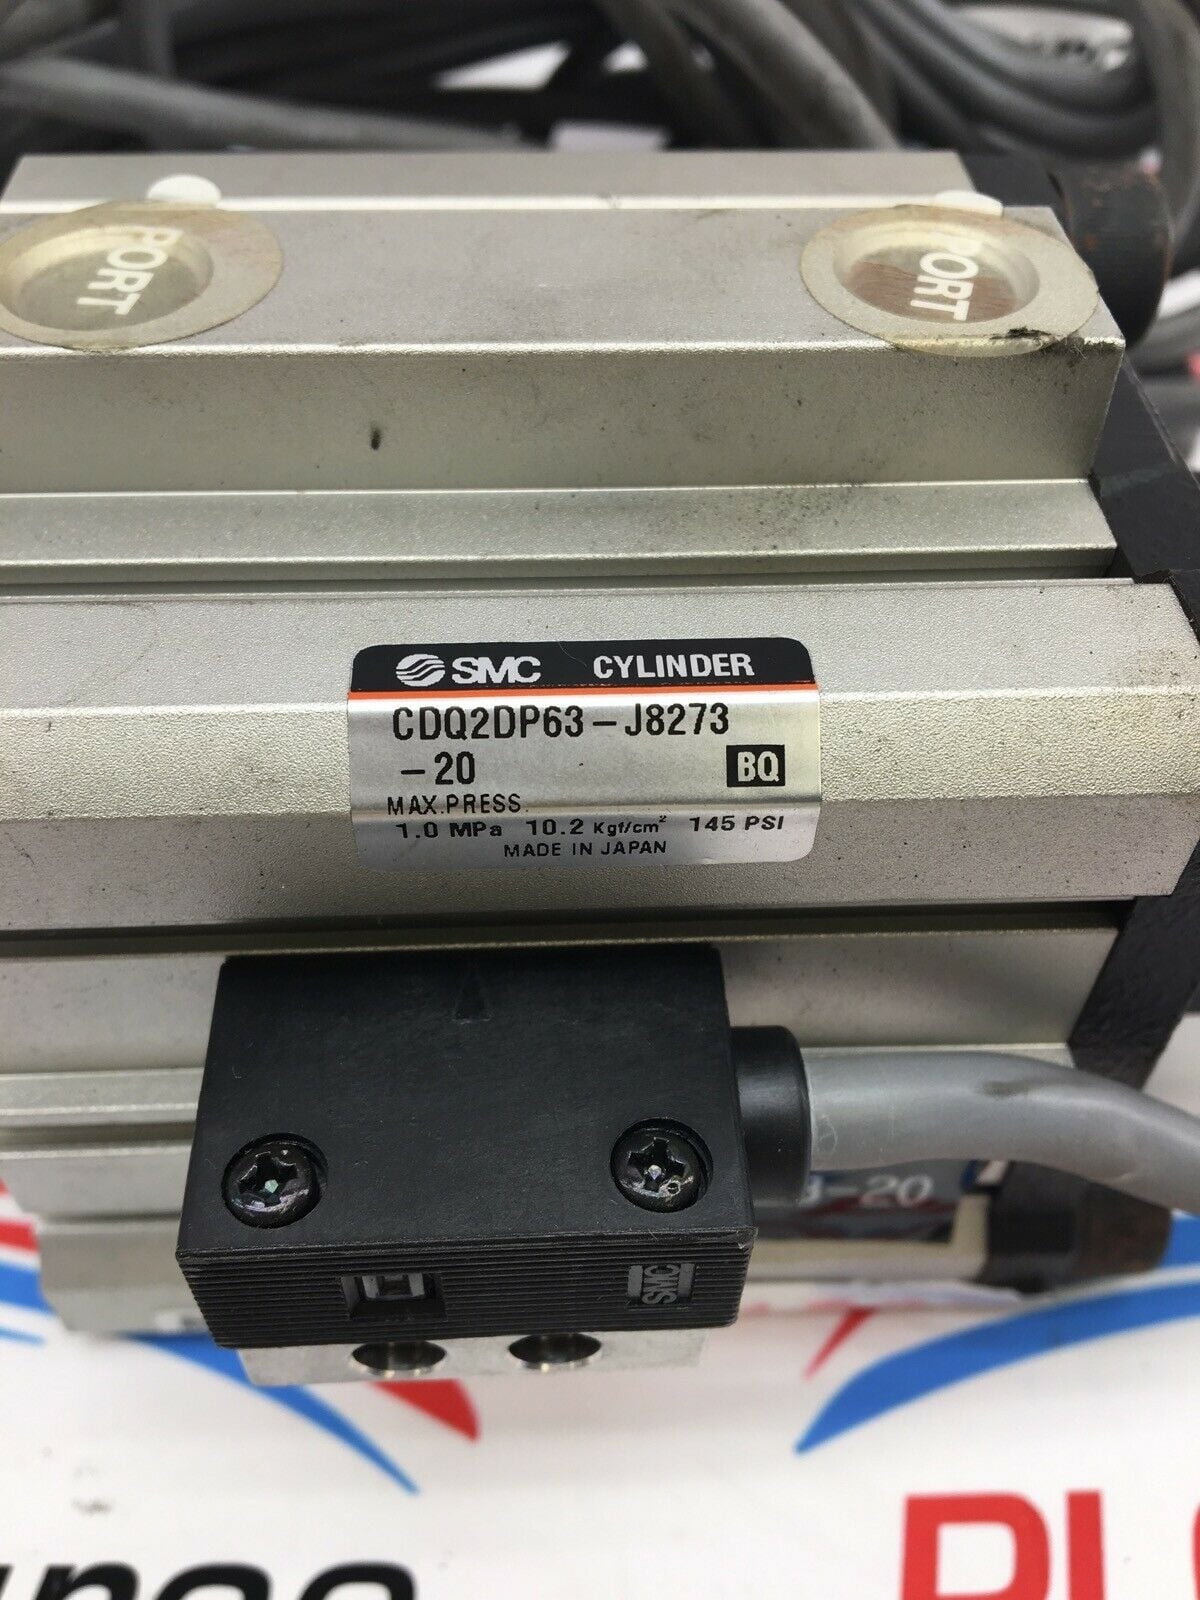 PORT
PORT
SMC CYLINDER
CDQ2DP63-J8273
-20 BQ
MAX.PRESS.
1.0 MPa 10.2 Kgf/cm² 145 PSI
MADE IN JAPAN
-20
SMC